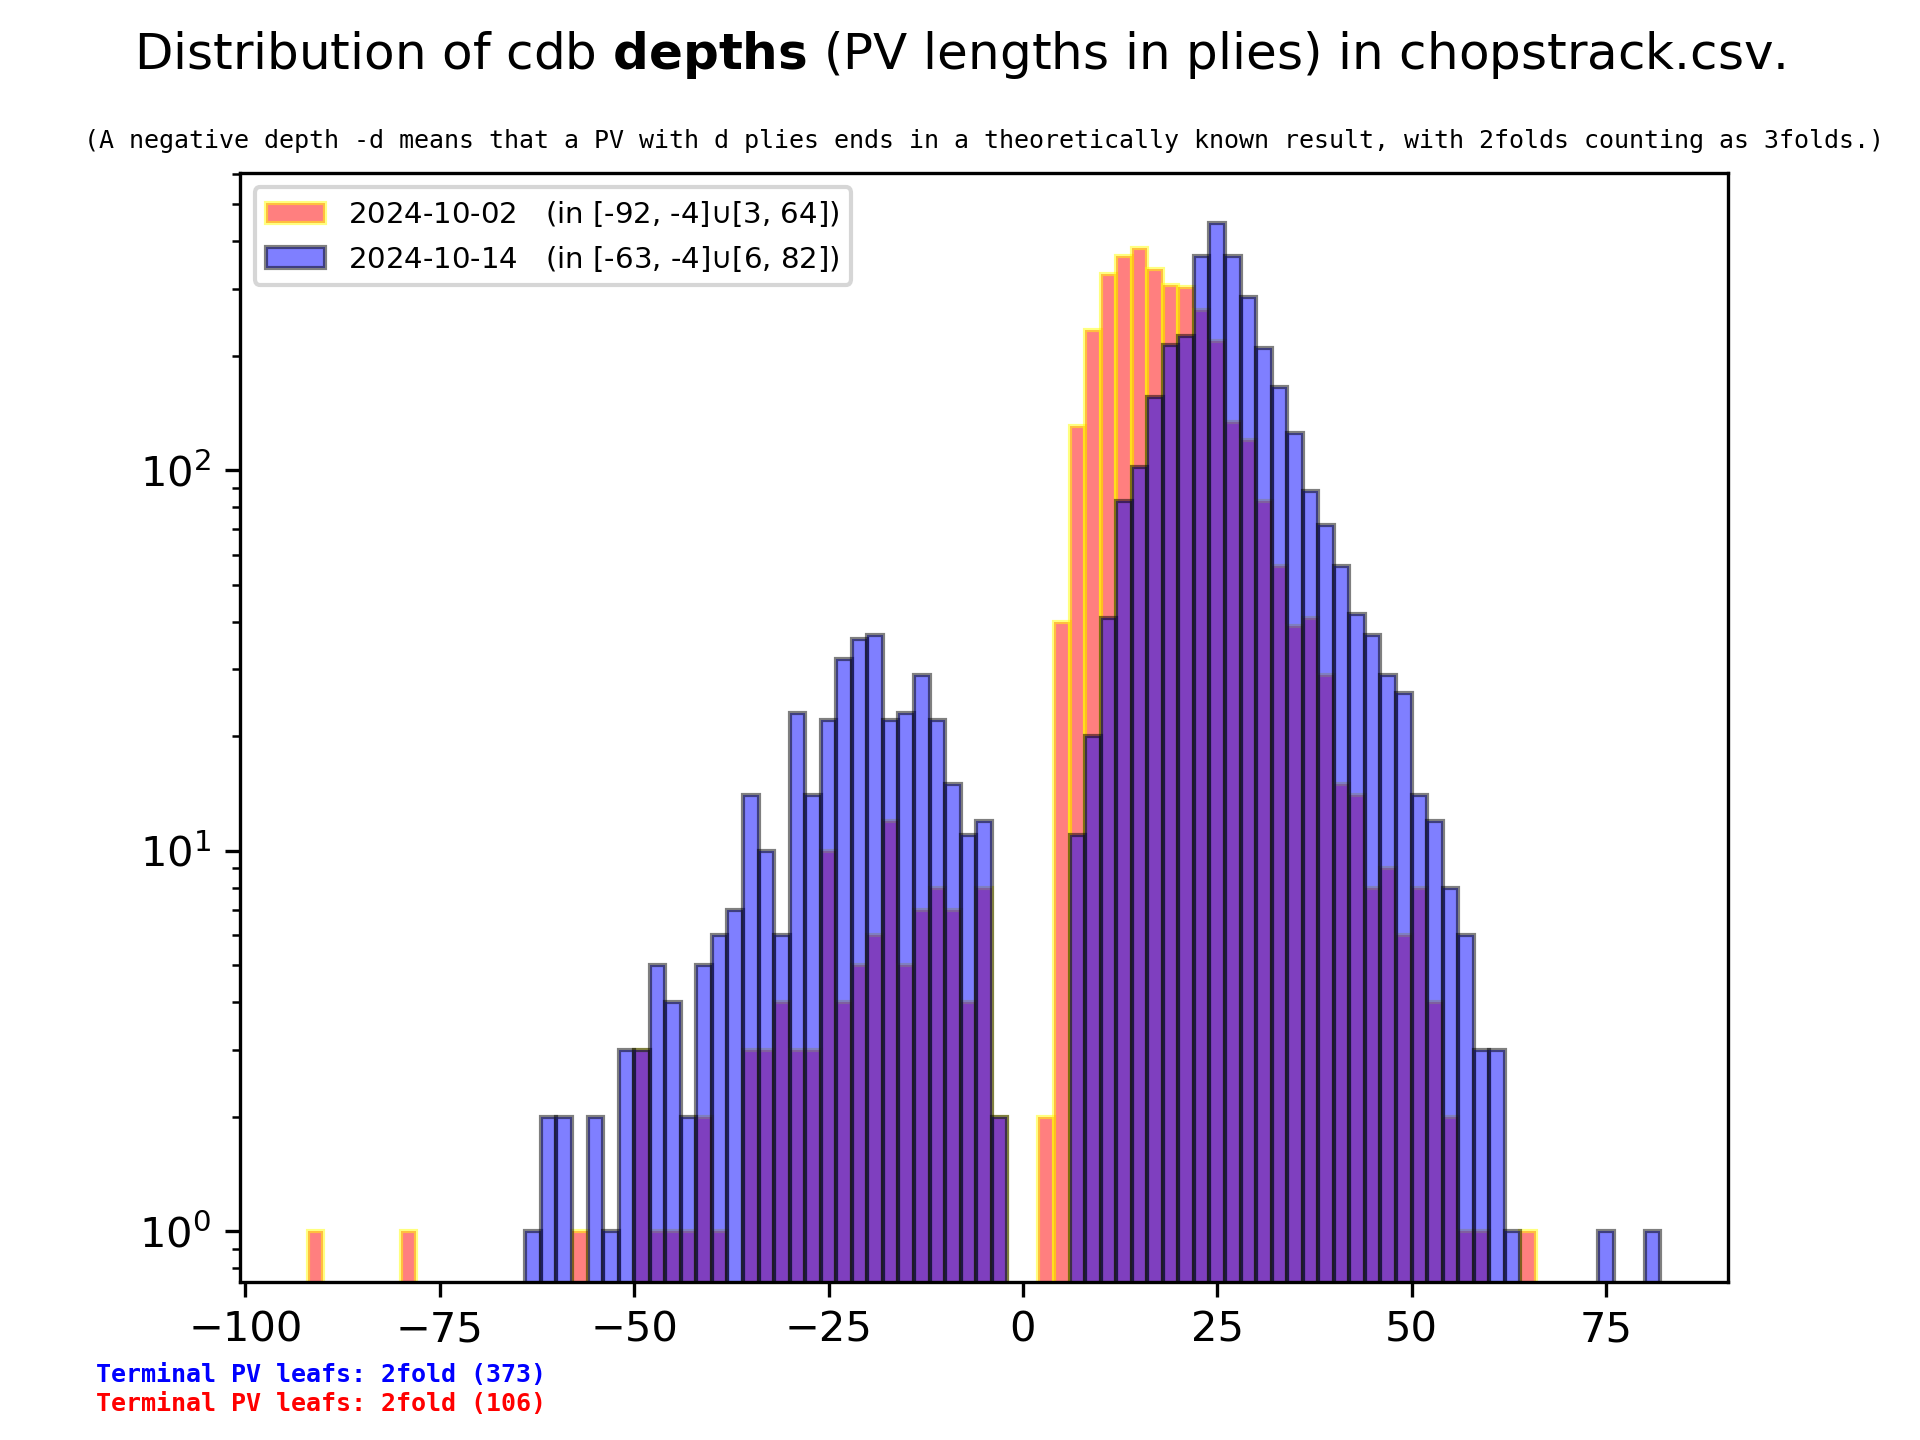 Distribution of cdb depths (PV lengths in plies) in chopstrack.csv.
(A negative depth -d means that a PV with d plies ends in a theoretically known result, with 2folds counting as 3folds.)
2024-10-02 (in [-92, -4]∪[3, 64])
2024-10-14 (in [-63, -4]∪[6, 82])
10²
10¹
10⁰
−100 −75 −50 −25 0 25 50 75
Terminal PV leafs: 2fold (373)
Terminal PV leafs: 2fold (106)